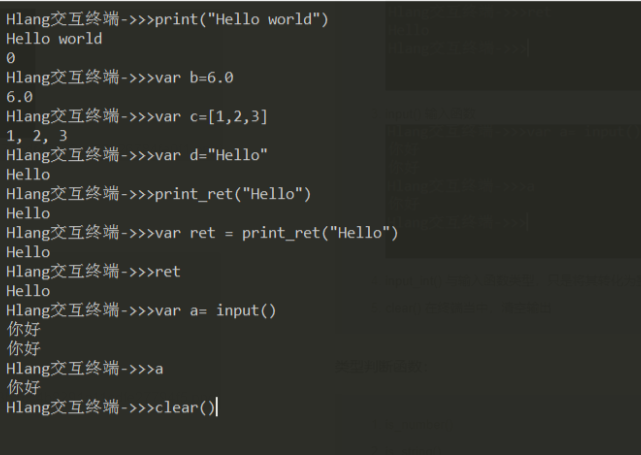 Hlang交互终端->>>print("Hello world")
Hello world
0
Hlang交互终端->>>var b=6.0
6.0
Hlang交互终端->>>var c=[1,2,3]
1, 2, 3
Hlang交互终端->>>var d="Hello"
Hello
Hlang交互终端->>>print_ret("Hello")
Hello
Hlang交互终端->>>var ret = print_ret("Hello")
Hello
Hlang交互终端->>>ret
Hello
Hlang交互终端->>>var a= input()
你好
你好
Hlang交互终端->>>a
你好
Hlang交互终端->>>clear()